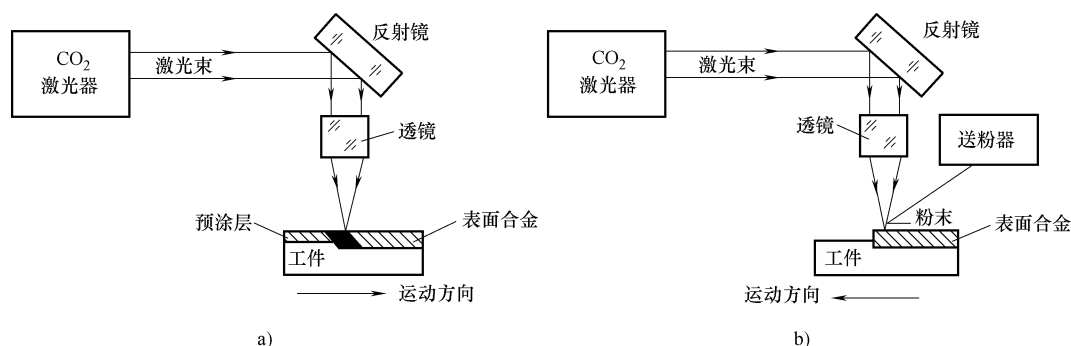 CO₂
激光器
激光束
反射镜
透镜
预涂层
表面合金
工件
运动方向
a)
CO₂
激光器
激光束
反射镜
透镜
送粉器
粉末
表面合金
工件
运动方向
b)